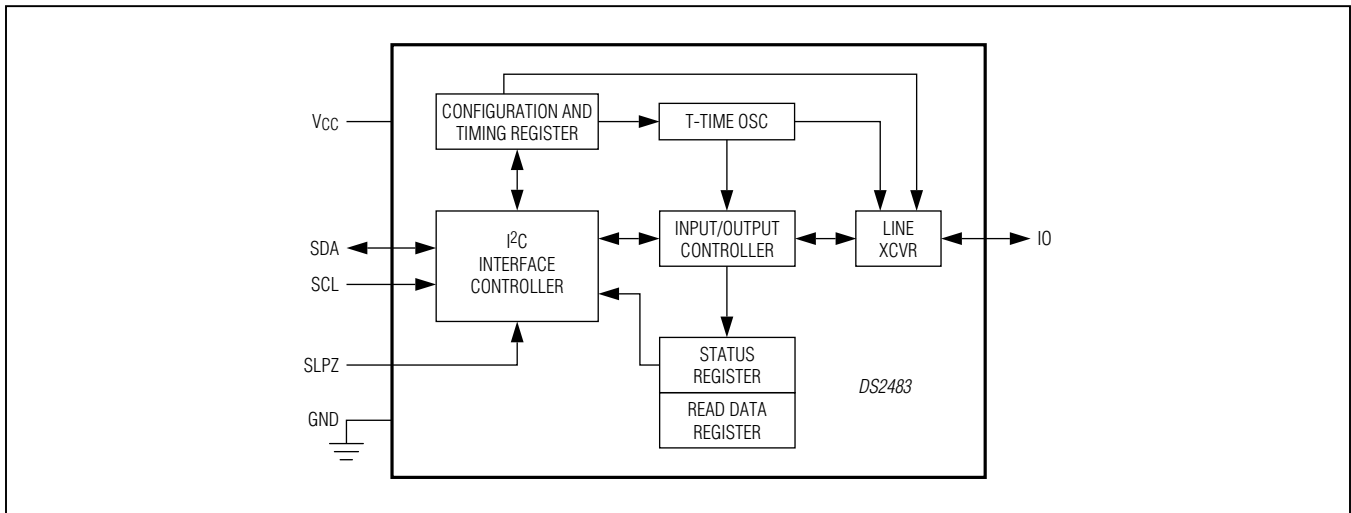 VCC
SDA
SCL
SLPZ
GND
CONFIGURATION AND
TIMING REGISTER
T-TIME OSC
I2C
INTERFACE
CONTROLLER
INPUT/OUTPUT
CONTROLLER
LINE
XCVR
IO
STATUS
REGISTER
READ DATA
REGISTER
DS2483